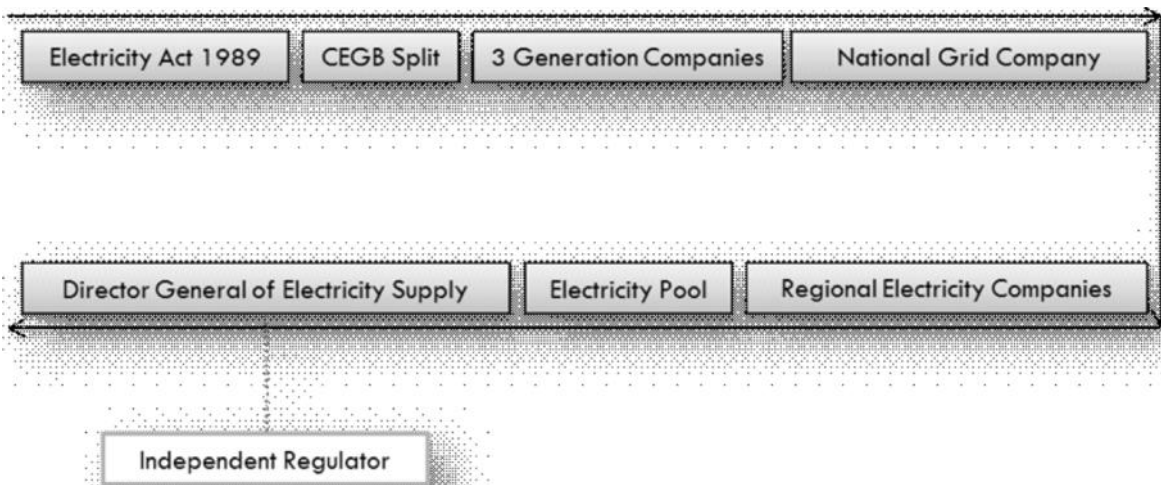 Electricity Act 1989 CEGB Split 3 Generation Companies National Grid Company
Director General of Electricity Supply Electricity Pool Regional Electricity Companies
Independent Regulator